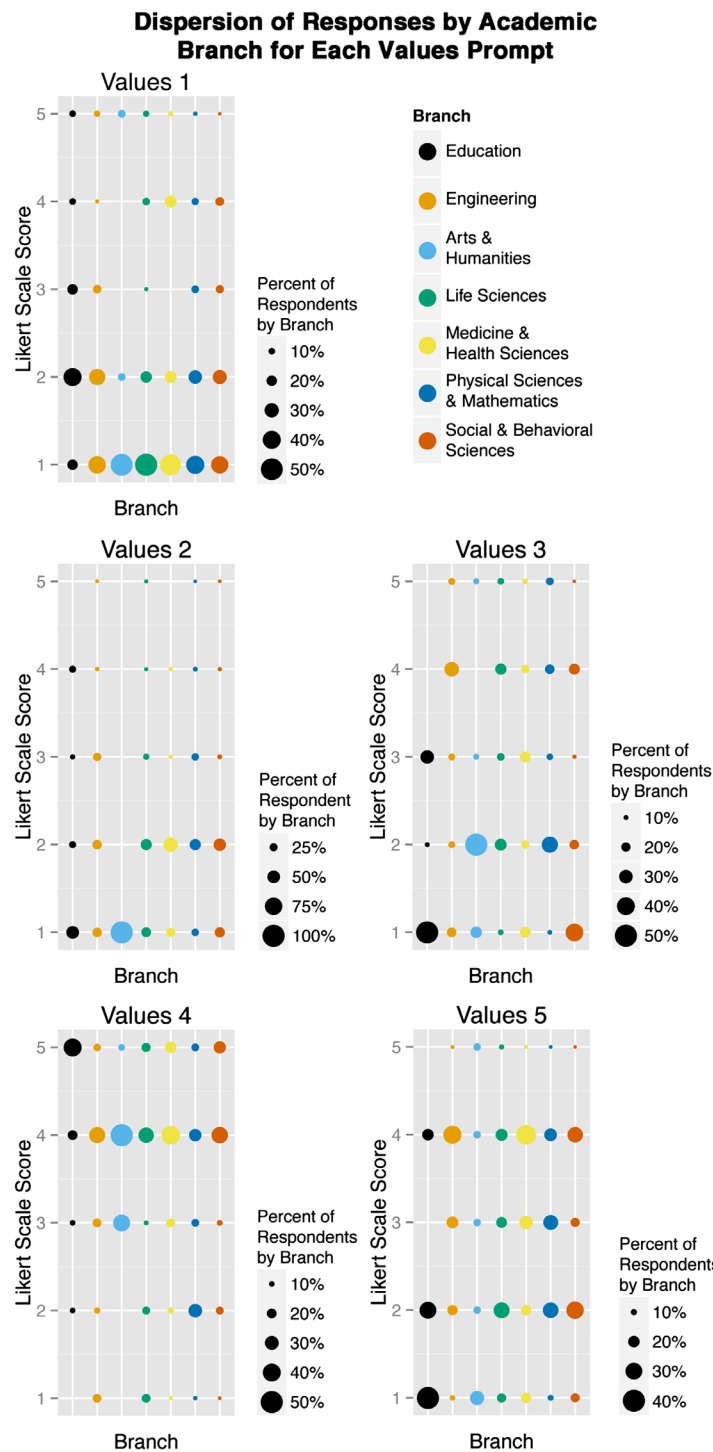 Dispersion of Responses by Academic
Branch for Each Values Prompt
Values 1
Likert Scale Score
5
4
3
2
1
Branch
Percent of
Respondents
by Branch
10%
20%
30%
40%
50%
Branch
Education
Engineering
Arts &
Humanities
Life Sciences
Medicine &
Health Sciences
Physical Sciences
& Mathematics
Social & Behavioral
Sciences
Values 2
Likert Scale Score
5
4
3
2
1
Branch
Percent of
Respondent
by Branch
25%
50%
75%
100%
Values 3
Likert Scale Score
5
4
3
2
1
Branch
Percent of
Respondents
by Branch
10%
20%
30%
40%
50%
Values 4
Likert Scale Score
5
4
3
2
1
Branch
Percent of
Respondents
by Branch
10%
20%
30%
40%
50%
Values 5
Likert Scale Score
5
4
3
2
1
Branch
Percent of
Respondents
by Branch
10%
20%
30%
40%